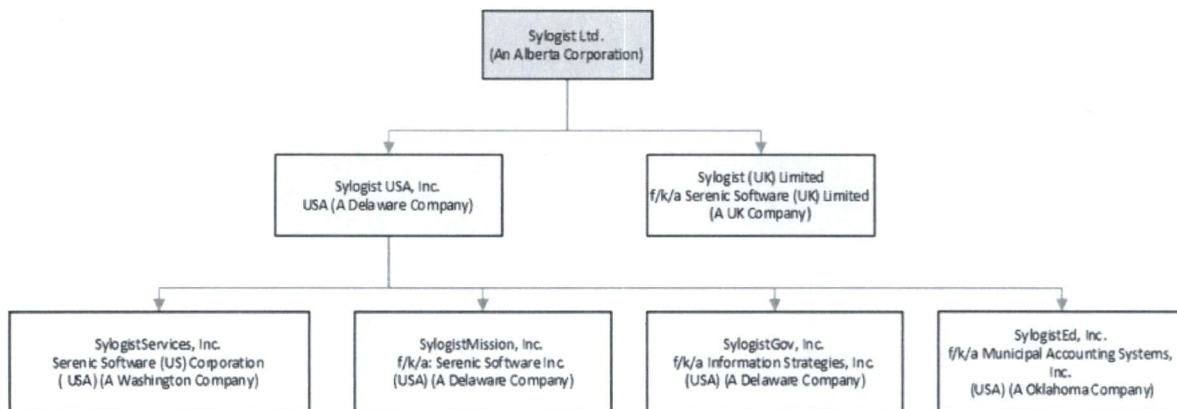 Sylogist Ltd.
(An Alberta Corporation)
Sylogist USA, Inc.
USA (A Delaware Company)
Sylogist (UK) Limited
f/k/a Serenic Software (UK) Limited
(A UK Company)
SylogistServices, Inc.
Serenic Software (US) Corporation
( USA) (A Washington Company)
SylogistMission, Inc.
f/k/a: Serenic Software Inc.
(USA) (A Delaware Company)
SylogistGov, Inc.
f/k/a Information Strategies, Inc.
(USA) (A Delaware Company)
SylogistEd, Inc.
f/k/a Municipal Accounting Systems,
Inc.
(USA) (A Oklahoma Company)